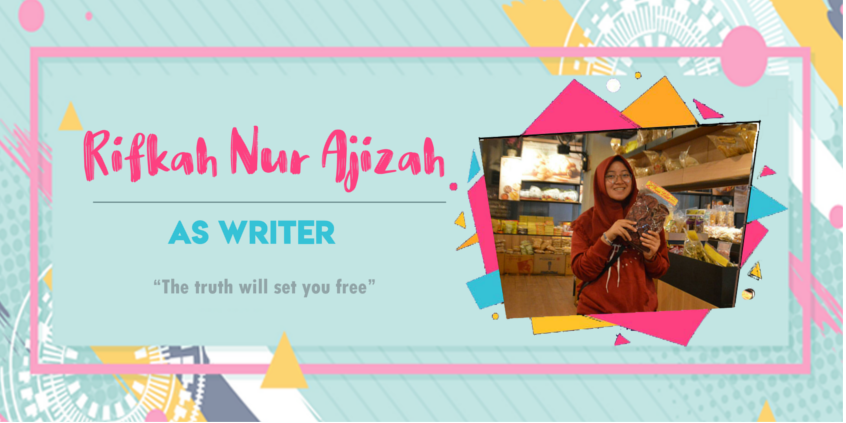 Rifkah Nur Ajizah.
AS WRITER
“The truth will set you free”